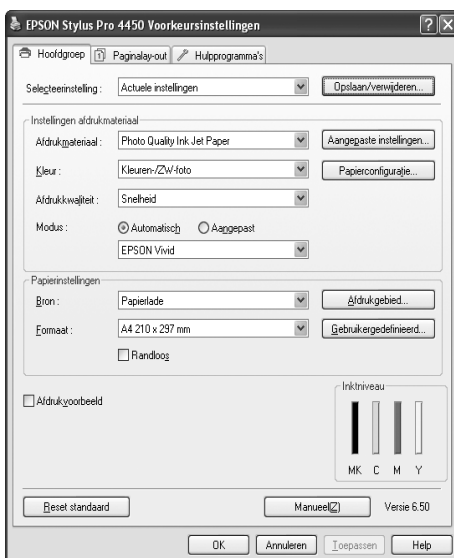 EPSON Stylus Pro 4450 Voorkeursinstellingen
Hoofdgroep Paginalay-out Hulpprogramma's
Selecteerinstelling : Actuele instellingen Opslaan/verwijderen...
Instellingen afdrukmateriaal
Afdrukmateriaal : Photo Quality Ink Jet Paper Aangepaste instellingen...
Kleur : Kleuren-/ZW-foto Papierconfiguratie...
Afdrukkwaliteit : Snelheid
Modus : Automatisch Aangepast
EPSON Vivid
Papierinstellingen
Bron : Papierlade Afdrukgebied...
Formaat : A4 210 x 297 mm Gebruikergedefinieerd...
Randloos
Afdrukvoorbeeld
Inktniveau
MK C M Y
Reset standaard Manueel(Z) Versie 6.50
OK Annuleren Toepassen Help